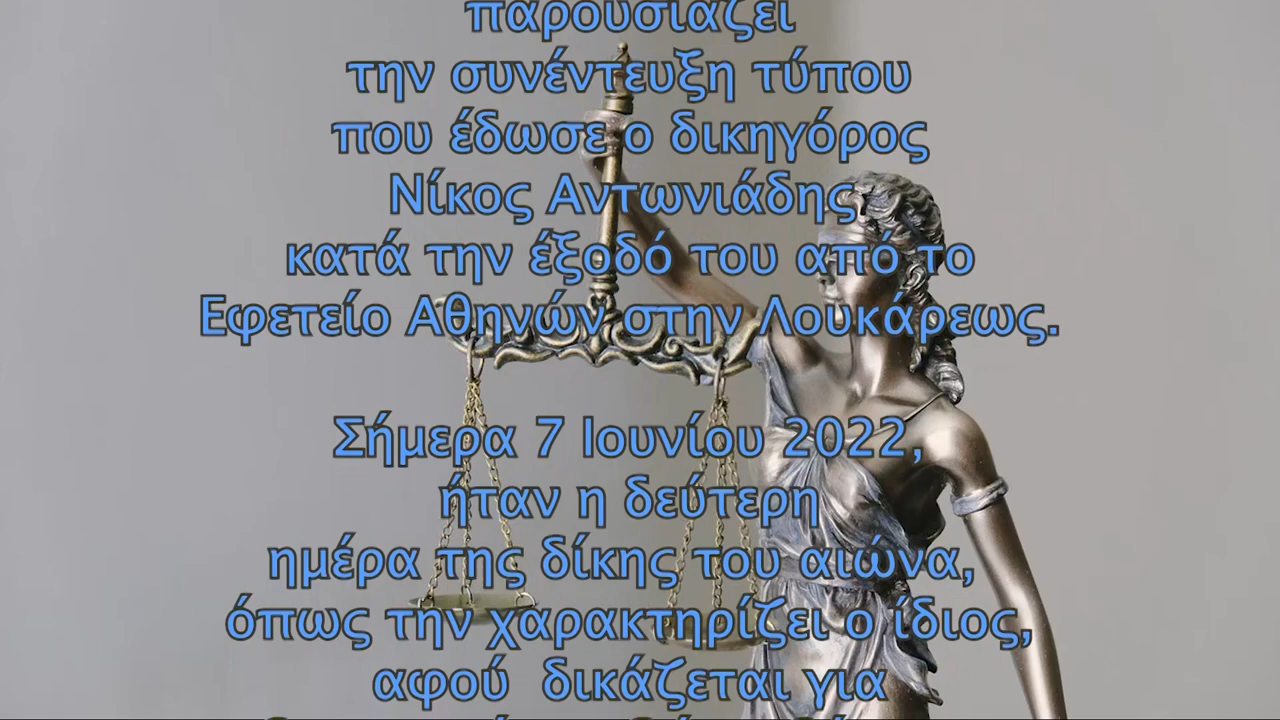 παρουσιάζει
την συνέντευξη τύπου
που έδωσε ο δικηγόρος
Νίκος Αντωνιάδης,
κατά την έξοδό του από το
Εφετείο Αθηνών στην Λουκάρεως.
Σήμερα 7 Ιουνίου 2022,
ήταν η δεύτερη
ημέρα της δίκης του αιώνα,
όπως την χαρακτηρίζει ο ίδιος,
αφού δικάζεται για